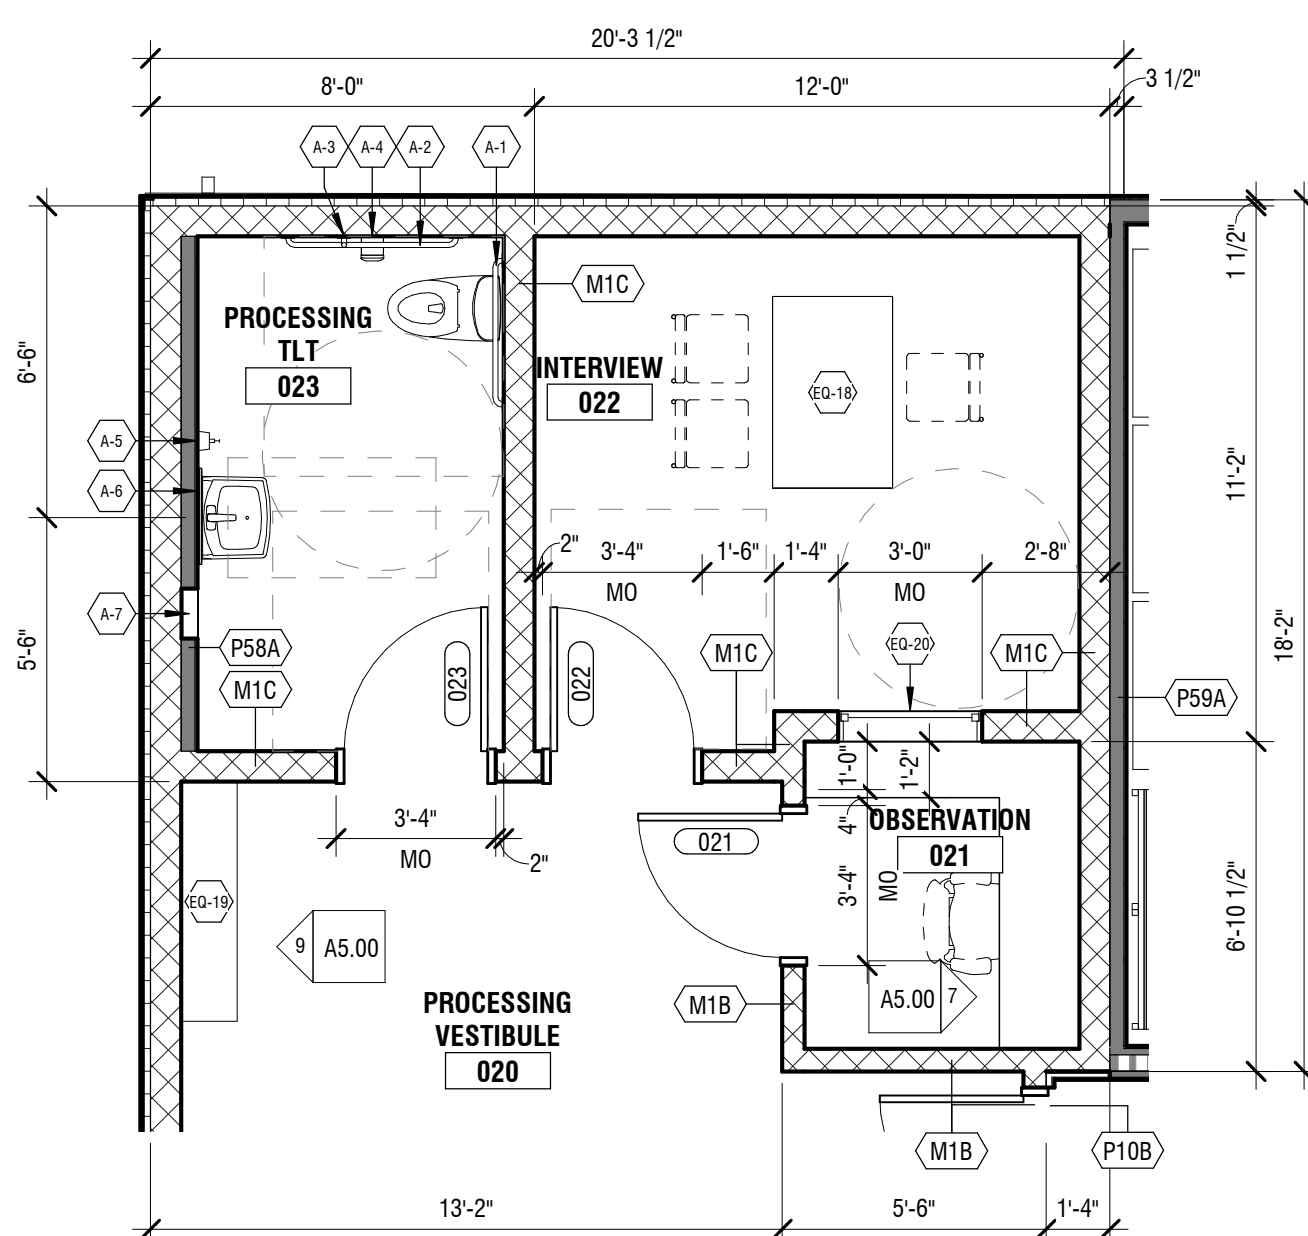 20'-3 1/2"
8'-0"
12'-0"
3 1/2"
A-3
A-4
A-2
A-1
1 1/2"
M1C
PROCESSING
TLT
023
INTERVIEW
022
EQ-18
6'-6"
A-5
A-6
11'-2"
2"
3'-4"
MO
1'-6"
1'-4"
3'-0"
MO
2'-8"
A-7
5'-6"
P58A
M1C
023
022
M1C
EQ-20
M1C
18'-2"
P59A
1'-0"
1'-2"
3'-4"
MO
2"
021
4"
OBSERVATION
021
3'-4"
MO
EQ-19
9
A5.00
6'-10 1/2"
A5.00
7
M1B
PROCESSING
VESTIBULE
020
M1B
P10B
13'-2"
5'-6"
1'-4"